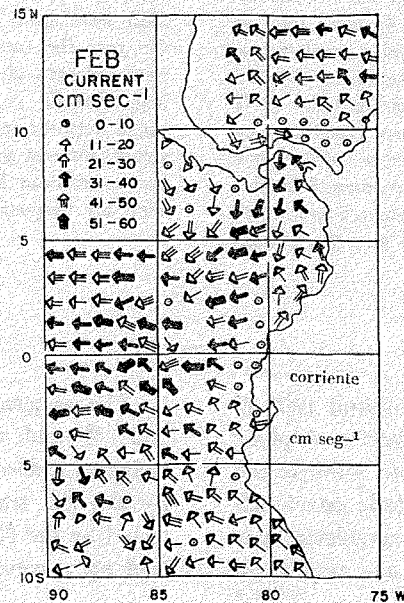 15 N
FEB
CURRENT
cm sec⁻¹
0-10
11-20
21-30
31-40
41-50
51-60
10
5
0
corriente
cm seg–¹
5
10 S
90
85
80
75 W